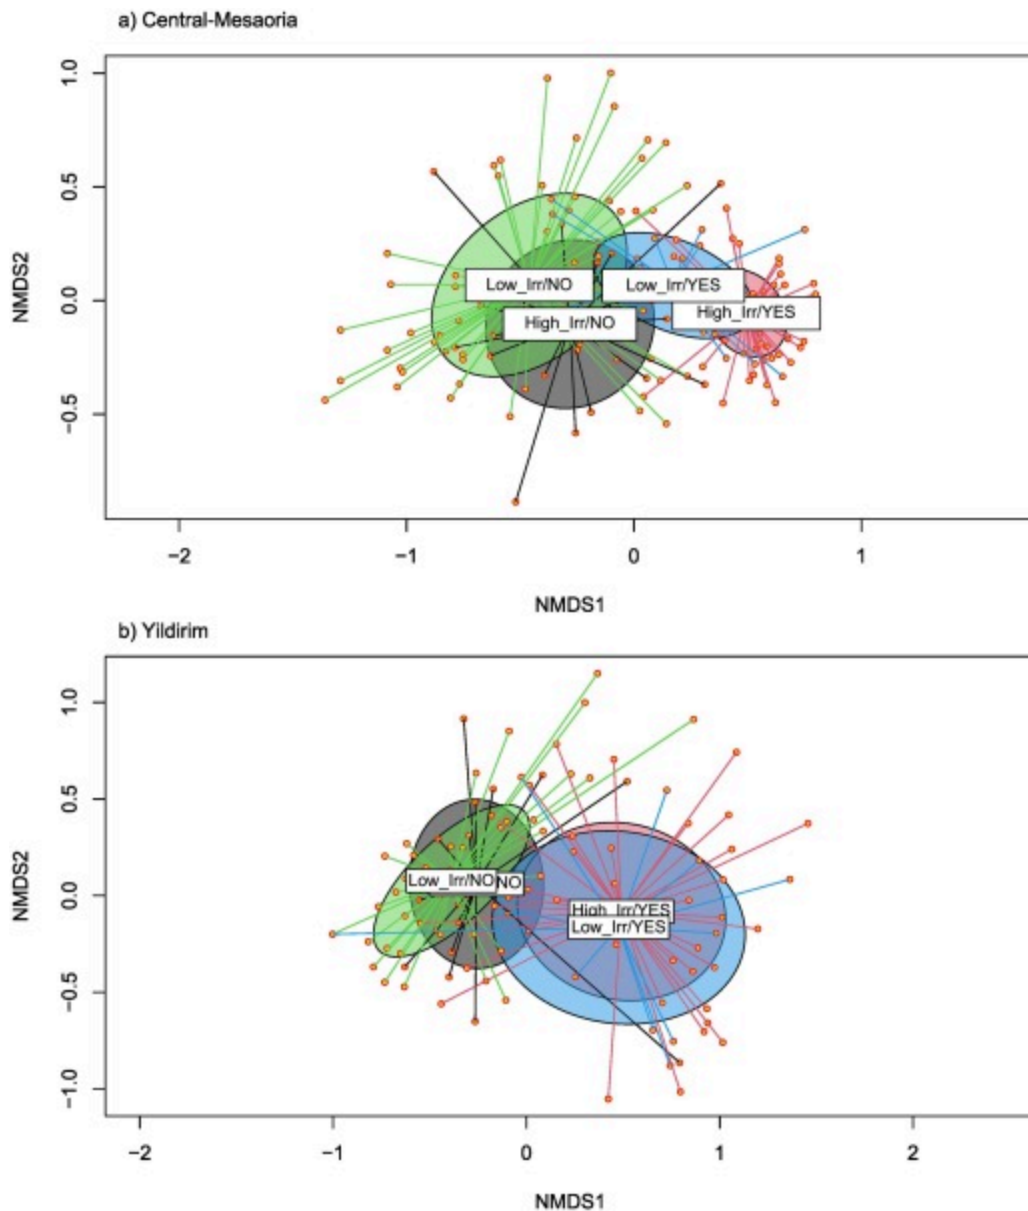 a) Central-Mesaoria
1.0
0.5
0.0
−0.5
NMDS2
Low_Irr/NO
Low_Irr/YES
High_Irr/NO
High_Irr/YES
−2
−1
0
1
NMDS1
b) Yildirim
1.0
0.5
0.0
−0.5
−1.0
NMDS2
Low_Irr/NO
NO
High_Irr/YES
Low_Irr/YES
−2
−1
0
1
2
NMDS1